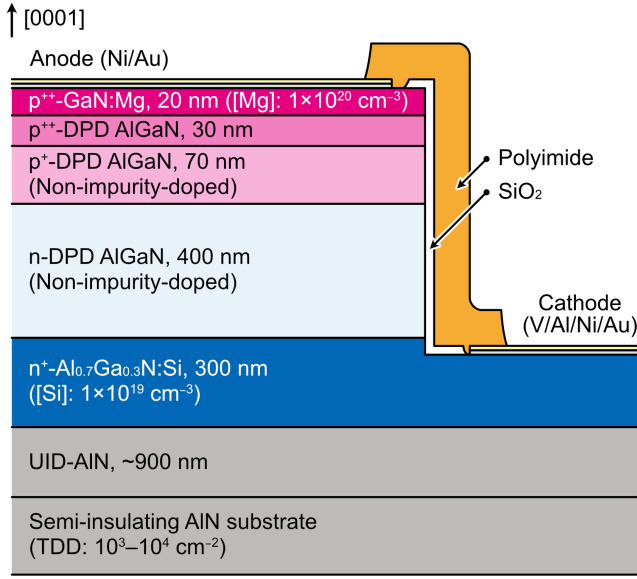 [0001]
Anode (Ni/Au)
p⁺⁺-GaN:Mg, 20 nm ([Mg]: 1×10²⁰ cm⁻³)
p⁺⁺-DPD AlGaN, 30 nm
p⁺-DPD AlGaN, 70 nm
(Non-impurity-doped)
Polyimide
SiO₂
n-DPD AlGaN, 400 nm
(Non-impurity-doped)
Cathode
(V/Al/Ni/Au)
n⁺-Al₀.₇Ga₀.₃N:Si, 300 nm
([Si]: 1×10¹⁹ cm⁻³)
UID-AlN, ~900 nm
Semi-insulating AlN substrate
(TDD: 10³–10⁴ cm⁻²)